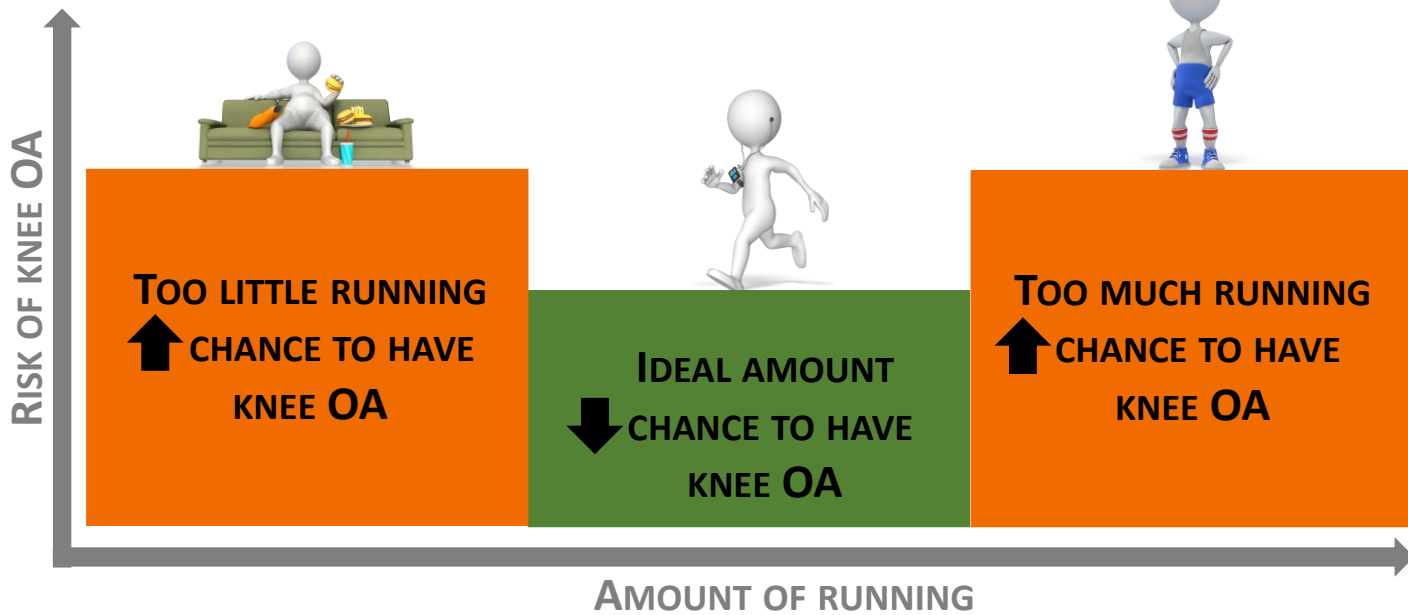 RISK OF KNEE OA
TOO LITTLE RUNNING
CHANCE TO HAVE
KNEE OA
IDEAL AMOUNT
CHANCE TO HAVE
KNEE OA
TOO MUCH RUNNING
CHANCE TO HAVE
KNEE OA
AMOUNT OF RUNNING